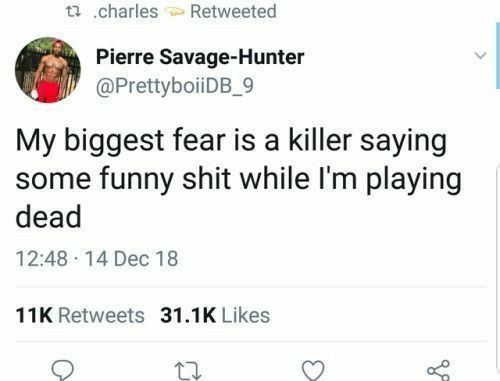 .charles Retweeted
Pierre Savage-Hunter
@PrettyboiiDB_9
My biggest fear is a killer saying
some funny shit while I'm playing
dead
12:48 · 14 Dec 18
11K Retweets 31.1K Likes